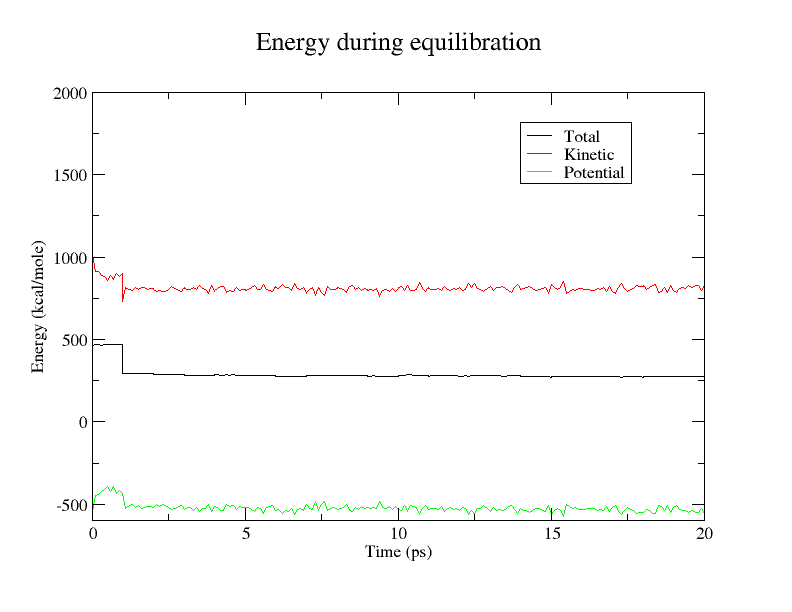 Energy during equilibration
2000
1500
1000
500
0
-500
Energy (kcal/mole)
Total
Kinetic
Potential
0
5
10
15
20
Time (ps)